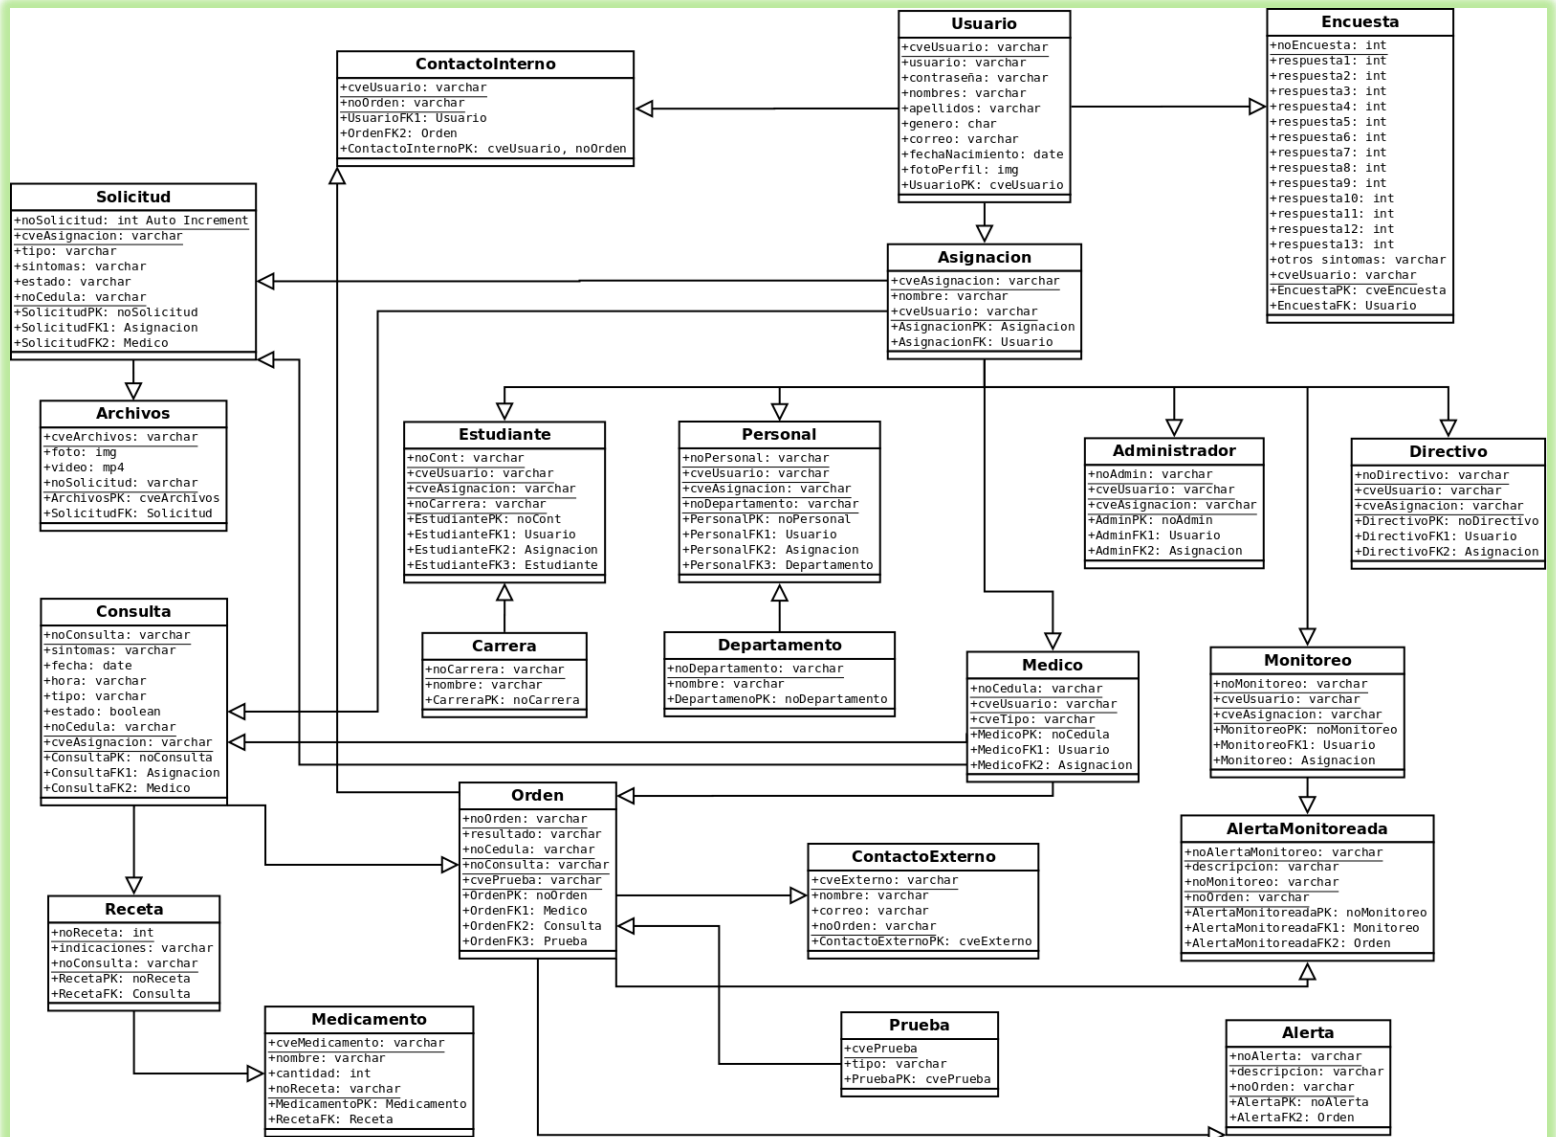 Usuario
+cveUsuario: varchar
+usuario: varchar
+contraseña: varchar
+nombres: varchar
+apellidos: varchar
+genero: char
+correo: varchar
+fechaNacimiento: date
+fotoPerfil: img
+UsuarioPK: cveUsuario
Encuesta
+noEncuesta: int
+respuesta1: int
+respuesta2: int
+respuesta3: int
+respuesta4: int
+respuesta5: int
+respuesta6: int
+respuesta7: int
+respuesta8: int
+respuesta9: int
+respuesta10: int
+respuesta11: int
+respuesta12: int
+respuesta13: int
+otros sintomas: varchar
+cveUsuario: varchar
+EncuestaPK: cveEncuesta
+EncuestaFK: Usuario
ContactoInterno
+cveUsuario: varchar
+noOrden: varchar
+UsuarioFK1: Usuario
+OrdenFK2: Orden
+ContactoInternoPK: cveUsuario, noOrden
Solicitud
+noSolicitud: int Auto Increment
+cveAsignacion: varchar
+tipo: varchar
+sintomas: varchar
+estado: varchar
+noCedula: varchar
+SolicitudPK: noSolicitud
+SolicitudFK1: Asignacion
+SolicitudFK2: Medico
Asignacion
+cveAsignacion: varchar
+nombre: varchar
+cveUsuario: varchar
+AsignacionPK: Asignacion
+AsignacionFK: Usuario
Archivos
+cveArchivos: varchar
+foto: img
+video: mp4
+noSolicitud: varchar
+ArchivosPK: cveArchivos
+SolicitudFK: Solicitud
Estudiante
+noCont: varchar
+cveUsuario: varchar
+cveAsignacion: varchar
+noCarrera: varchar
+EstudiantePK: noCont
+EstudianteFK1: Usuario
+EstudianteFK2: Asignacion
+EstudianteFK3: Estudiante
Personal
+noPersonal: varchar
+cveUsuario: varchar
+cveAsignacion: varchar
+noDepartamento: varchar
+PersonalPK: noPersonal
+PersonalFK1: Usuario
+PersonalFK2: Asignacion
+PersonalFK3: Departamento
Administrador
+noAdmin: varchar
+cveUsuario: varchar
+cveAsignacion: varchar
+AdminPK: noAdmin
+AdminFK1: Usuario
+AdminFK2: Asignacion
Directivo
+noDirectivo: varchar
+cveUsuario: varchar
+cveAsignacion: varchar
+DirectivoPK: noDirectivo
+DirectivoFK1: Usuario
+DirectivoFK2: Asignacion
Consulta
+noConsulta: varchar
+sintomas: varchar
+fecha: date
+hora: varchar
+tipo: varchar
+estado: boolean
+noCedula: varchar
+cveAsignacion: varchar
+ConsultaPK: noConsulta
+ConsultaFK1: Asignacion
+ConsultaFK2: Medico
Carrera
+noCarrera: varchar
+nombre: varchar
+CarreraPK: noCarrera
Departamento
+noDepartamento: varchar
+nombre: varchar
+DepartamenoPK: noDepartamento
Medico
+noCedula: varchar
+cveUsuario: varchar
+cveTipo: varchar
+MedicoPK: noCedula
+MedicoFK1: Usuario
+MedicoFK2: Asignacion
Monitoreo
+noMonitoreo: varchar
+cveUsuario: varchar
+cveAsignacion: varchar
+MonitoreoPK: noMonitoreo
+MonitoreoFK1: Usuario
+Monitoreo: Asignacion
Orden
+noOrden: varchar
+resultado: varchar
+noCedula: varchar
+noConsulta: varchar
+cvePrueba: varchar
+OrdenPK: noOrden
+OrdenFK1: Medico
+OrdenFK2: Consulta
+OrdenFK3: Prueba
ContactoExterno
+cveExterno: varchar
+nombre: varchar
+correo: varchar
+noOrden: varchar
+ContactoExternoPK: cveExterno
AlertaMonitoreada
+noAlertaMonitoreo: varchar
+descripcion: varchar
+noMonitoreo: varchar
+noOrden: varchar
+AlertaMonitoreadaPK: noMonitoreo
+AlertaMonitoreadaFK1: Monitoreo
+AlertaMonitoreadaFK2: Orden
Receta
+noReceta: int
+indicaciones: varchar
+noConsulta: varchar
+RecetaPK: noReceta
+RecetaFK: Consulta
Medicamento
+cveMedicamento: varchar
+nombre: varchar
+cantidad: int
+noReceta: varchar
+MedicamentoPK: Medicamento
+RecetaFK: Receta
Prueba
+cvePrueba
+tipo: varchar
+PruebaPK: cvePrueba
Alerta
+noAlerta: varchar
+descripcion: varchar
+noOrden: varchar
+AlertaPK: noAlerta
+AlertaFK2: Orden